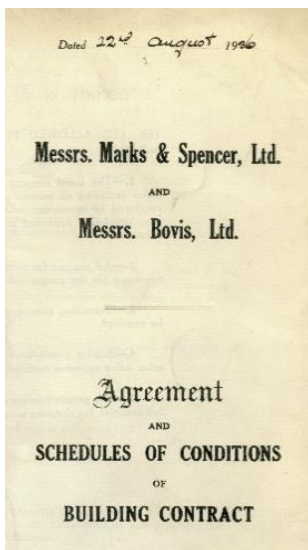 Dated 22nd August 1936
Messrs. Marks & Spencer, Ltd.
AND
Messrs. Bovis, Ltd.
Agreement
AND
SCHEDULES OF CONDITIONS
OF
BUILDING CONTRACT